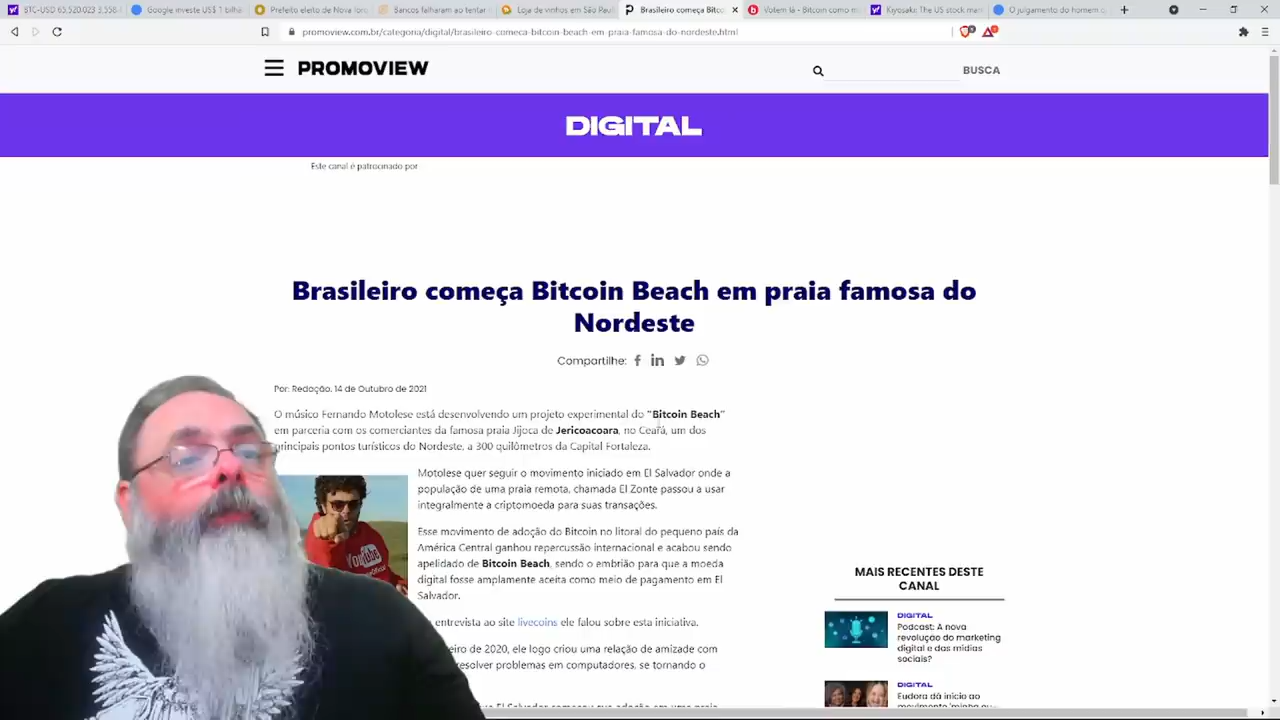 BTC-USD 65.520.023 3.558
Google investe US$ 1 bilhã
Prefeito eleito de Nova Ior
Bancos falharam ao tentar
Loja de vinhos em São Paul
Brasileiro começa Bitco
Votem lá - Bitcoin como m
Kiyosaki: The US stock mar
O julgamento do homem q
promoview.com.br/categoria/digital/brasileiro-comeca-bitcoin-beach-em-praia-famosa-do-nordeste.html
PROMOVIEW
BUSCA
DIGITAL
Este canal é patrocinado por
Brasileiro começa Bitcoin Beach em praia famosa do
Nordeste
Compartilhe:
Por: Redação. 14 de Outubro de 2021
O músico Fernando Motolese está desenvolvendo um projeto experimental do "Bitcoin Beach"
em parceria com os comerciantes da famosa praia Jijoca de Jericoacoara, no Ceará, um dos
principais pontos turísticos do Nordeste, a 300 quilômetros da Capital Fortaleza.
Motolese quer seguir o movimento iniciado em El Salvador onde a
população de uma praia remota, chamada El Zonte passou a usar
integralmente a criptomoeda para suas transações.
Esse movimento de adoção do Bitcoin no litoral do pequeno país da
América Central ganhou repercussão internacional e acabou sendo
apelidado de Bitcoin Beach, sendo o embrião para que a moeda
digital fosse amplamente aceita como meio de pagamento em El
Salvador.
entrevista ao site livecoins ele falou sobre esta iniciativa.
eiro de 2020, ele logo criou uma relação de amizade com
resolver problemas em computadores, se tornando o
YouTube
MAIS RECENTES DESTE
CANAL
DIGITAL
Podcast: A nova
revolução do marketing
digital e das mídias
sociais?
DIGITAL
Eudora dá início ao